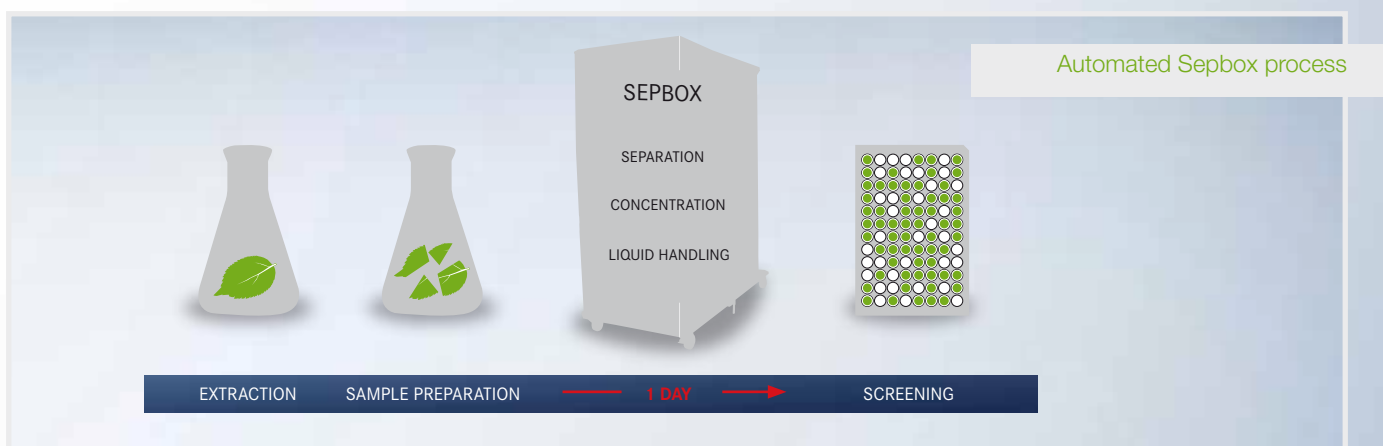 Automated Sepbox process
SEPBOX
SEPARATION
CONCENTRATION
LIQUID HANDLING
EXTRACTION
SAMPLE PREPARATION
1 DAY
SCREENING